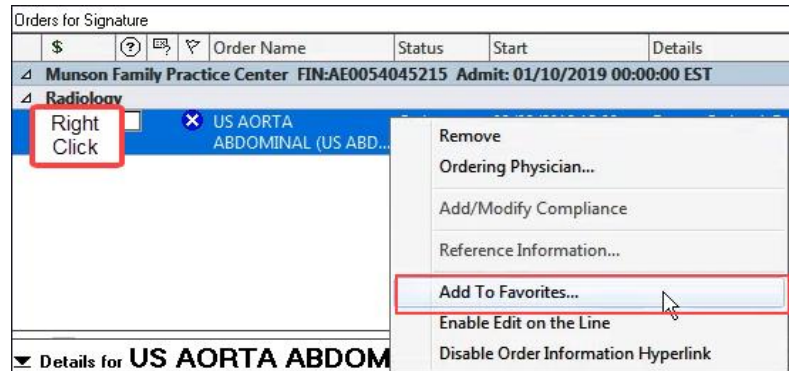 Orders for Signature
$ Order Name Status Start Details
Munson Family Practice Center FIN:AE0054045215 Admit: 01/10/2019 00:00:00 EST
Radiology
Right
Click
US AORTA
ABDOMINAL (US ABD...
Remove
Ordering Physician...
Add/Modify Compliance
Reference Information...
Add To Favorites...
Enable Edit on the Line
Disable Order Information Hyperlink
Details for US AORTA ABDOM